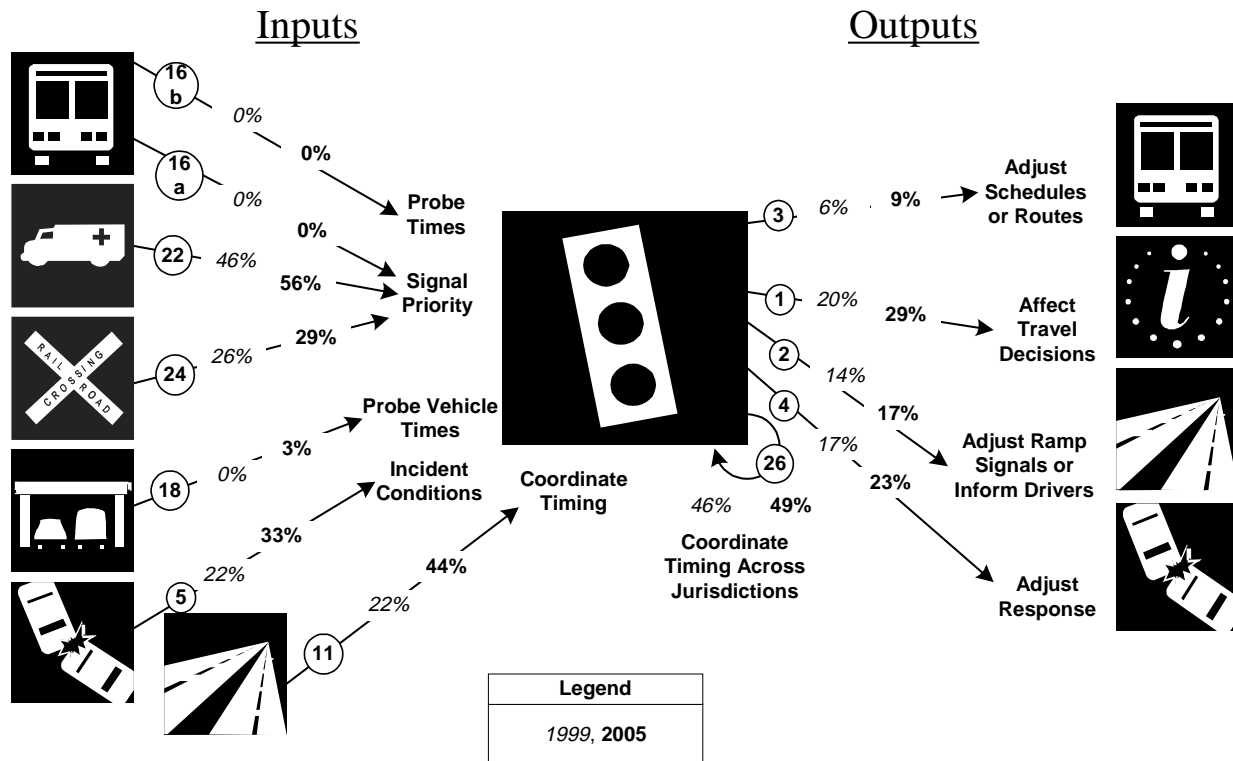 Inputs
Outputs
16
b
0%
0%
Probe
Times
16
a
0%
0%
22
46%
56%
Signal
Priority
RAIL ROAD
CROSSING
24
26%
29%
18
0%
3%
Probe Vehicle
Times
5
22%
33%
Incident
Conditions
11
22%
44%
Coordinate
Timing
3
6%
9%
Adjust
Schedules
or Routes
1
20%
29%
Affect
Travel
Decisions
i
2
14%
17%
Adjust Ramp
Signals or
Inform Drivers
4
17%
23%
Adjust
Response
26
46%
49%
Coordinate
Timing Across
Jurisdictions
Legend
1999, 2005